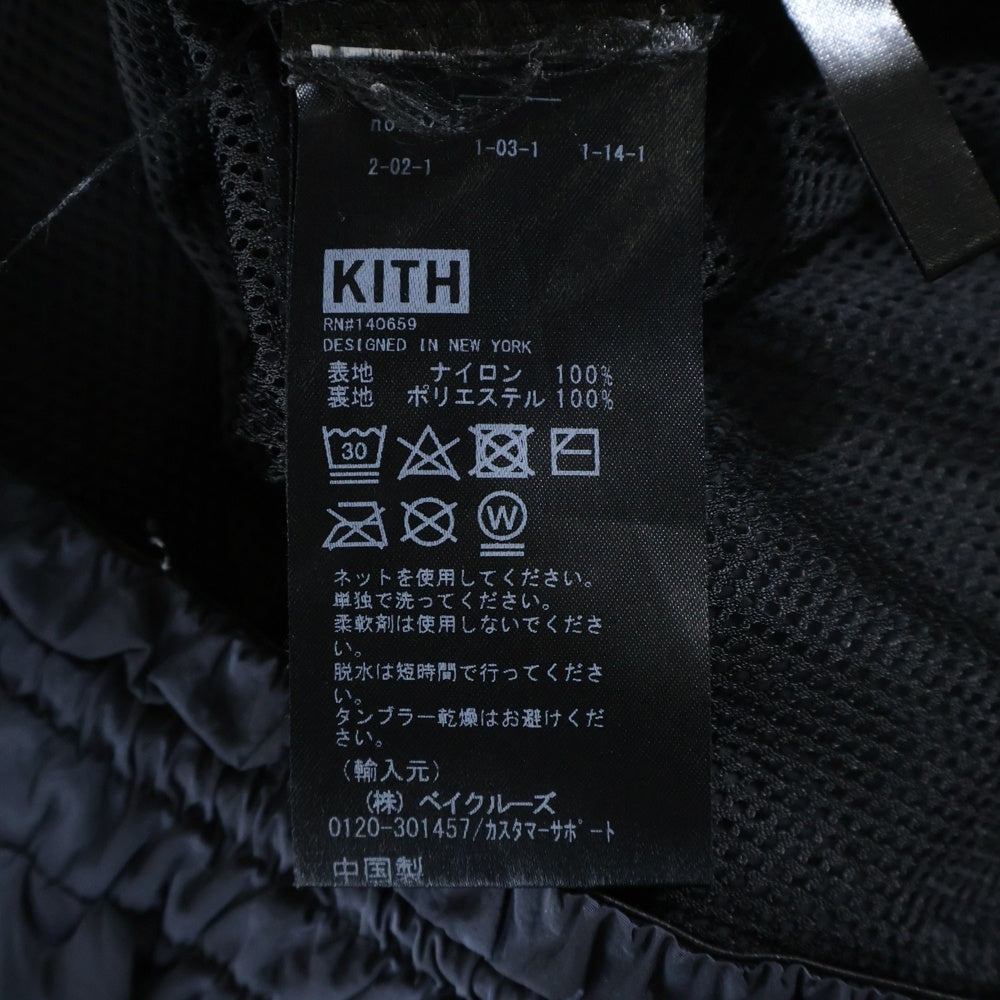 1-03-1 1-14-1
2-02-1
KITH
RN#140659
DESIGNED IN NEW YORK
表地 ナイロン 100%
裏地 ポリエステル 100%
30
W
ネットを使用してください。
単独で洗ってください。
柔軟剤は使用しないでくださ
い。
脱水は短時間で行ってくださ
い。
タンブラー乾燥はお避けくだ
さい。
(輸入元)
(株) ベイクルーズ
0120-301457/カスタマーサポート
中国製